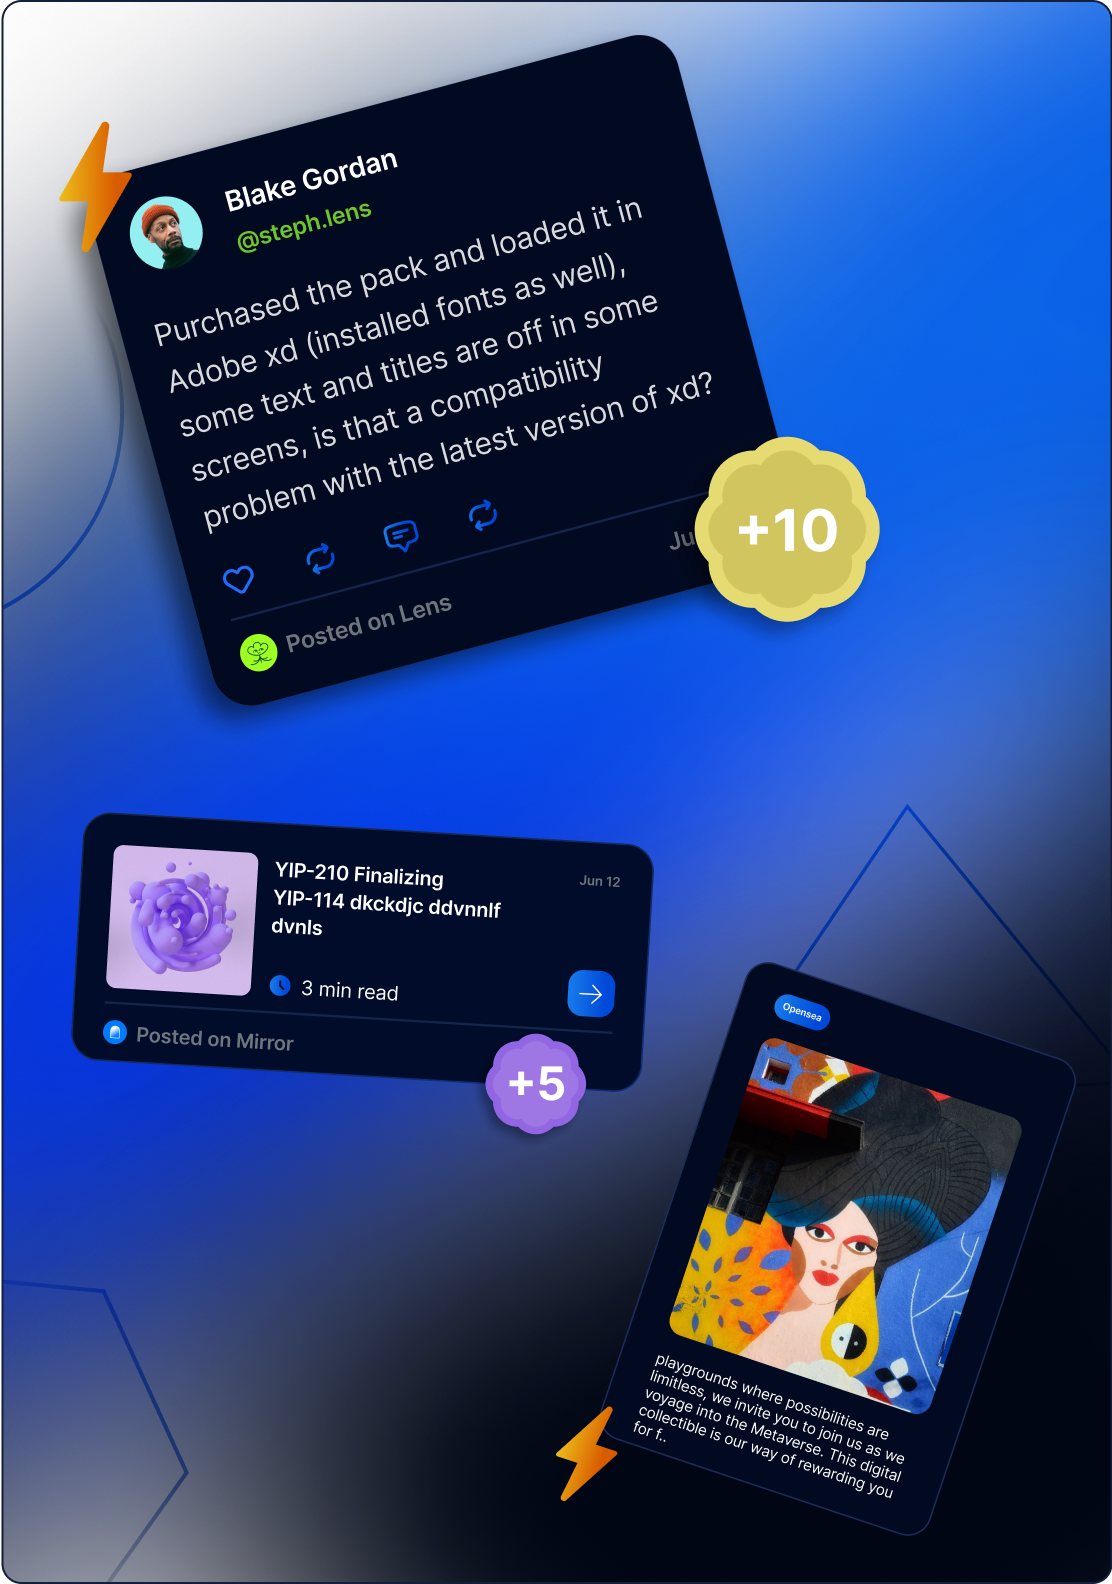 Blake Gordan
@steph.lens
Purchased the pack and loaded it in
Adobe xd (installed fonts as well),
some text and titles are off in some
screens, is that a compatibility
problem with the latest version of xd?
Ju
+10
Posted on Lens
YIP-210 Finalizing
Jun 12
YIP-114 dkckdjc ddvnnlf
dvnls
3 min read
Posted on Mirror
+5
Opensea
playgrounds where possibilities are
limitless, we invite you to join us as we
voyage into the Metaverse. This digital
collectible is our way of rewarding you
for f..